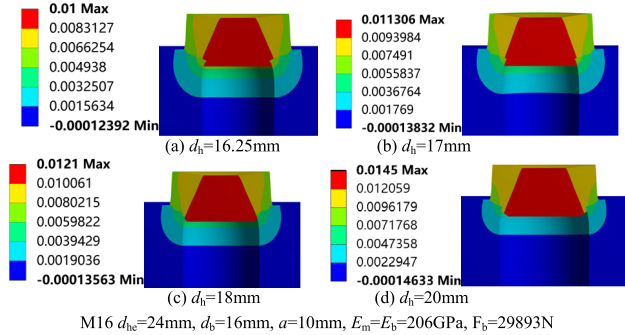 0.01 Max
0.0083127
0.0066254
0.004938
0.0032507
0.0015634
-0.00012392 Min
(a) dh=16.25mm
0.011306 Max
0.0093984
0.007491
0.0055837
0.0036764
0.001769
-0.00013832 Min
(b) dh=17mm
0.0121 Max
0.010061
0.0080215
0.0059822
0.0039429
0.0019036
-0.00013563 Min
(c) dh=18mm
0.0145 Max
0.012059
0.0096179
0.0071768
0.0047358
0.0022947
-0.00014633 Min
(d) dh=20mm
M16 dhe=24mm, db=16mm, a=10mm, Em=Eb=206GPa, Fb=29893N